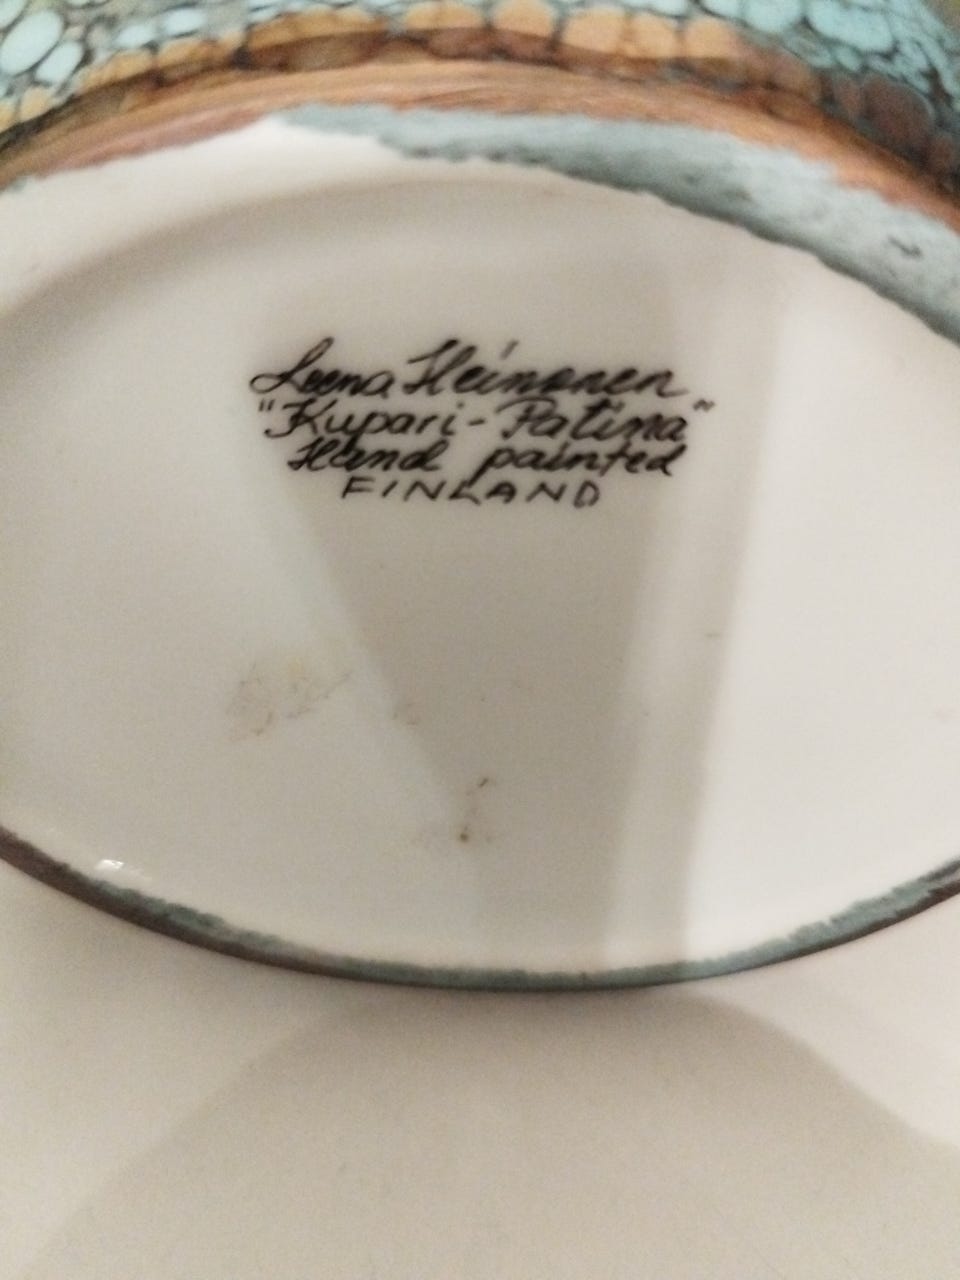 Leena Heinonen
"Kupari-Patina"
Hand painted
FINLAND